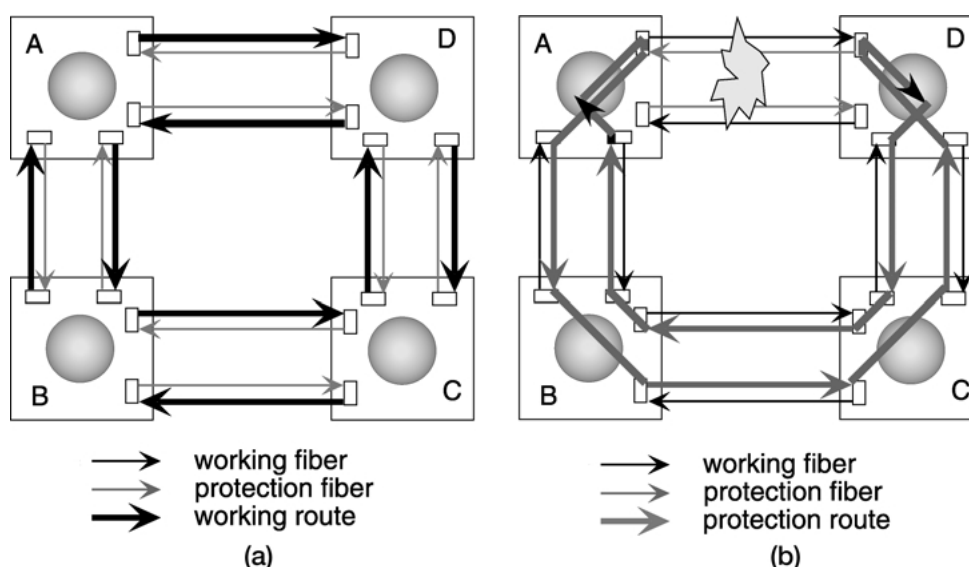 A
D
B
C
working fiber
protection fiber
working route
(a)
A
D
B
C
working fiber
protection fiber
protection route
(b)